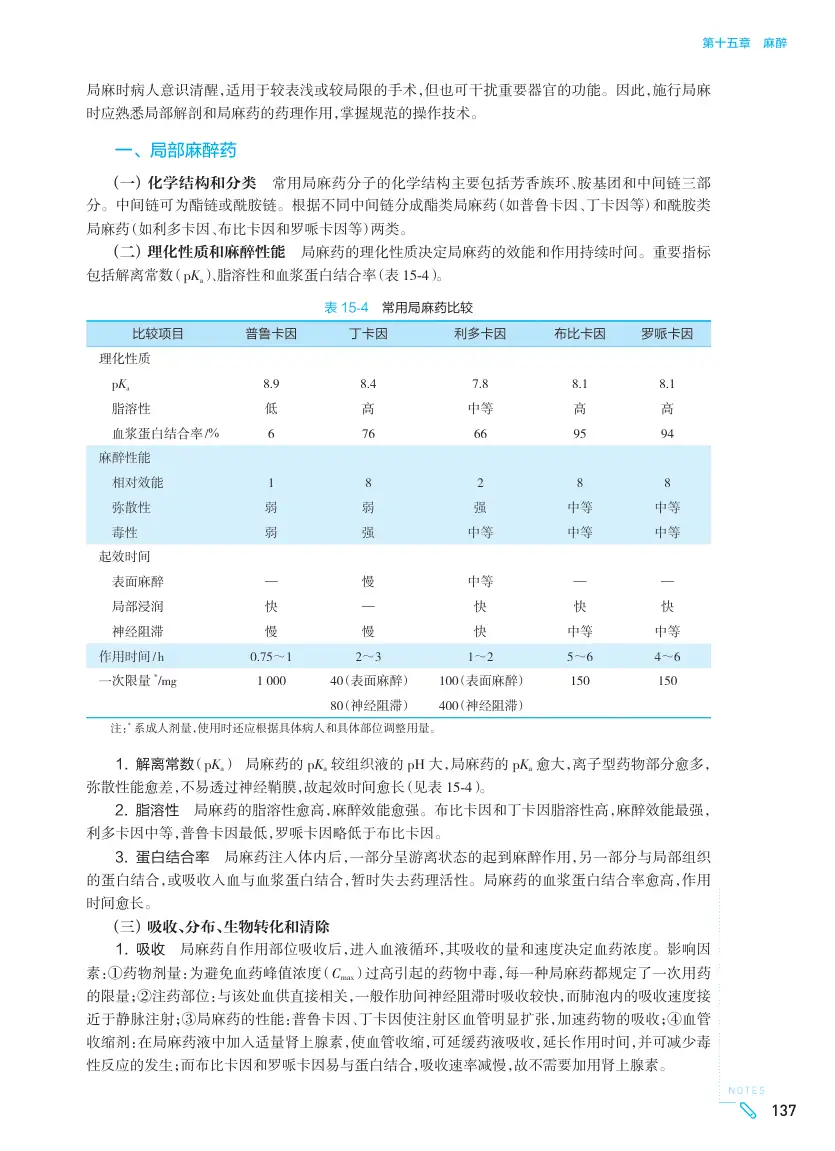 第十五章　麻醉
局麻时病人意识清醒,适用于较表浅或较局限的手术,但也可干扰重要器官的功能。因此,施行局麻
时应熟悉局部解剖和局麻药的药理作用,掌握规范的操作技术。
一、局部麻醉药
（一）化学结构和分类　常用局麻药分子的化学结构主要包括芳香族环、胺基团和中间链三部
分。中间链可为酯链或酰胺链。根据不同中间链分成酯类局麻药（如普鲁卡因、丁卡因等）和酰胺类
局麻药（如利多卡因、布比卡因和罗哌卡因等）两类。
（二）理化性质和麻醉性能　局麻药的理化性质决定局麻药的效能和作用持续时间。重要指标
包括解离常数（pKa）、脂溶性和血浆蛋白结合率（表 15-4）。
表 15-4　常用局麻药比较
比较项目　普鲁卡因　丁卡因　利多卡因　布比卡因　罗哌卡因
理化性质
pKa　8.9　8.4　7.8　8.1　8.1
脂溶性　低　高　中等　高　高
血浆蛋白结合率/%　6　76　66　95　94
麻醉性能
相对效能　1　8　2　8　8
弥散性　弱　弱　强　中等　中等
毒性　弱　强　中等　中等　中等
起效时间
表面麻醉　—　慢　中等　—　—
局部浸润　快　—　快　快　快
神经阻滞　慢　慢　快　中等　中等
作用时间/h　0.75～1　2～3　1～2　5～6　4～6
一次限量*/mg　1 000　40（表面麻醉）　100（表面麻醉）　150　150
80（神经阻滞）　400（神经阻滞）
注:*系成人剂量,使用时还应根据具体病人和具体部位调整用量。
1. 解离常数（pKa）　局麻药的 pKa 较组织液的 pH 大,局麻药的 pKa 愈大,离子型药物部分愈多,
弥散性能愈差,不易透过神经鞘膜,故起效时间愈长（见表 15-4）。
2. 脂溶性　局麻药的脂溶性愈高,麻醉效能愈强。布比卡因和丁卡因脂溶性高,麻醉效能最强,
利多卡因中等,普鲁卡因最低,罗哌卡因略低于布比卡因。
3. 蛋白结合率　局麻药注入体内后,一部分呈游离状态的起到麻醉作用,另一部分与局部组织
的蛋白结合,或吸收入血与血浆蛋白结合,暂时失去药理活性。局麻药的血浆蛋白结合率愈高,作用
时间愈长。
（三）吸收、分布、生物转化和清除
1. 吸收　局麻药自作用部位吸收后,进入血液循环,其吸收的量和速度决定血药浓度。影响因
素:①药物剂量:为避免血药峰值浓度（Cmax）过高引起的药物中毒,每一种局麻药都规定了一次用药
的限量;②注药部位:与该处血供直接相关,一般作肋间神经阻滞时吸收较快,而肺泡内的吸收速度接
近于静脉注射;③局麻药的性能:普鲁卡因、丁卡因使注射区血管明显扩张,加速药物的吸收;④血管
收缩剂:在局麻药液中加入适量肾上腺素,使血管收缩,可延缓药液吸收,延长作用时间,并可减少毒
性反应的发生;而布比卡因和罗哌卡因易与蛋白结合,吸收速率减慢,故不需要加用肾上腺素。
NOTES
137